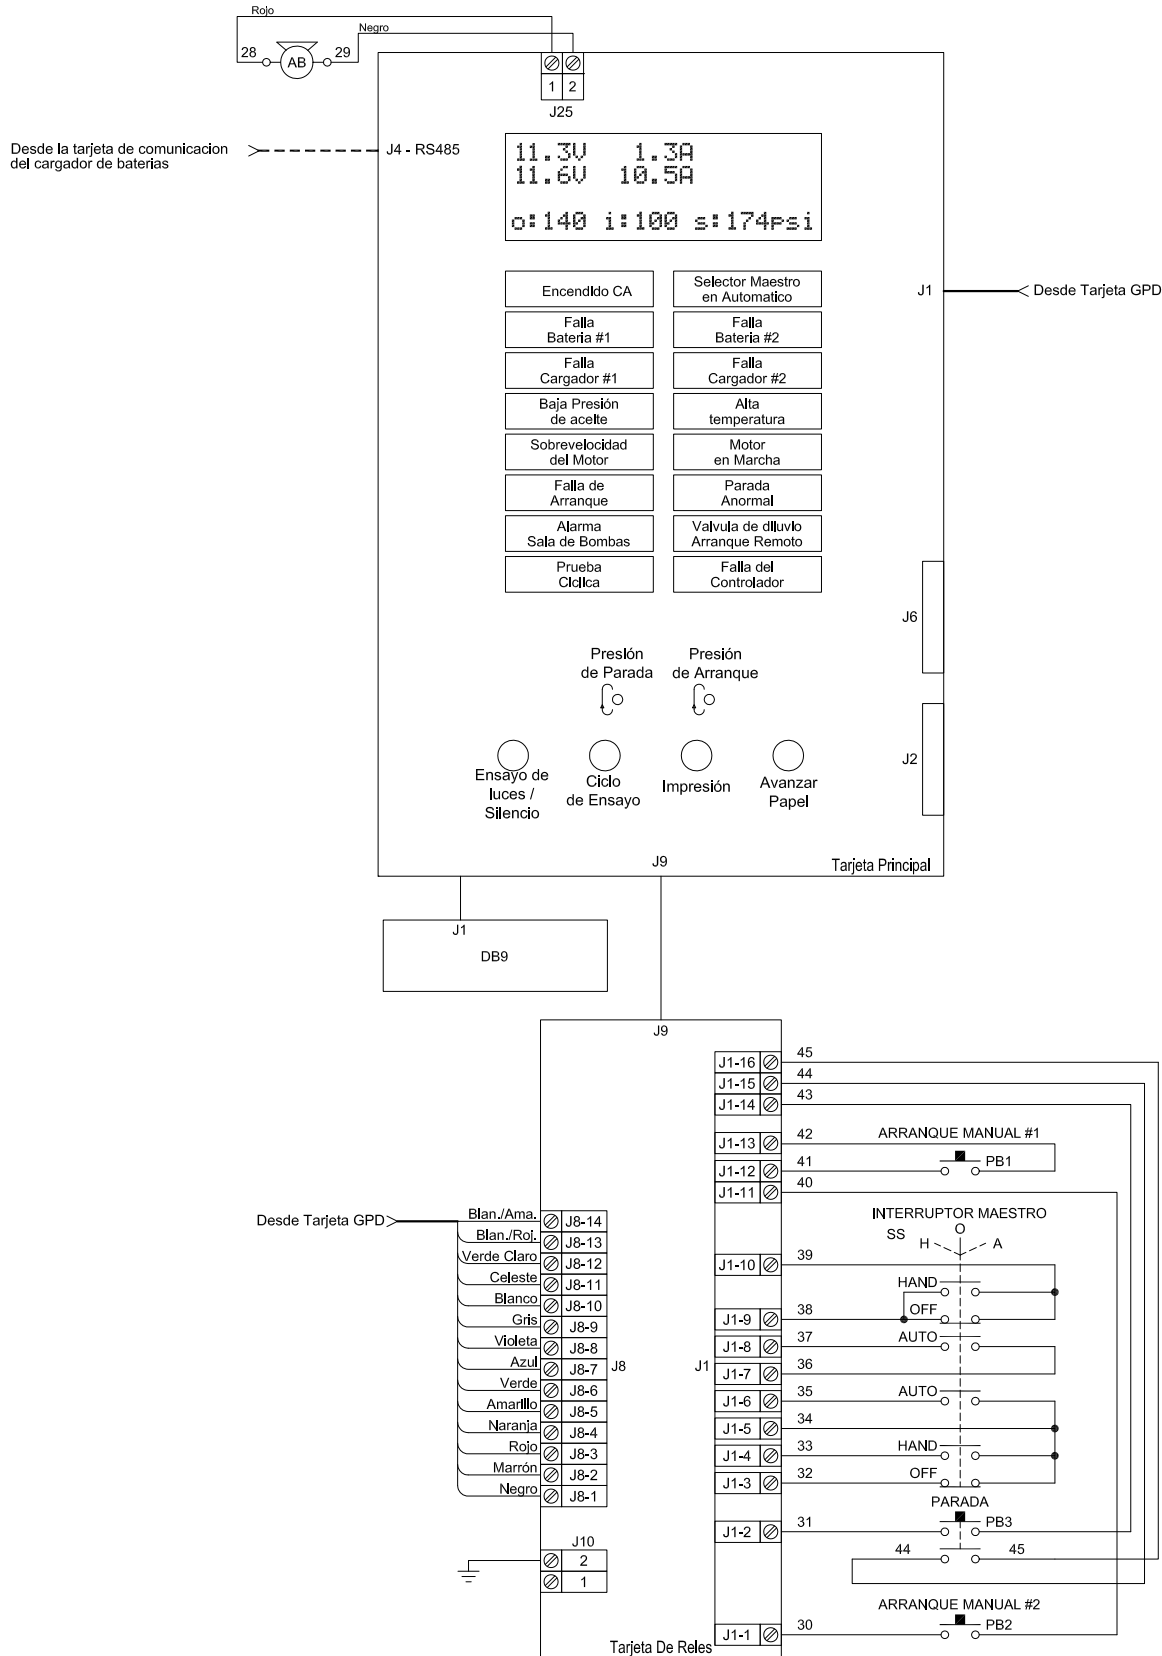 Rojo
Negro
28
AB
29
1 2
J25
Desde la tarjeta de comunicacion
del cargador de baterias
J4 - RS485
11.3V 1.3A
11.6V 10.5A
o:140 i:100 s:174psi
Encendido CA
Selector Maestro
en Automatico
Falla
Bateria #1
Falla
Bateria #2
Falla
Cargador #1
Falla
Cargador #2
Baja Presión
de aceite
Alta
temperatura
Sobrevelocidad
del Motor
Motor
en Marcha
Falla de
Arranque
Parada
Anormal
Alarma
Sala de Bombas
Valvula de diluvio
Arranque Remoto
Prueba
Ciclica
Falla del
Controlador
J1
Desde Tarjeta GPD
J6
J2
Presión
de Parada
Presión
de Arranque
Ensayo de
luces /
Silencio
Ciclo
de Ensayo
Impresión
Avanzar
Papel
J9
Tarjeta Principal
J1
DB9
J9
J1-16 45
J1-15 44
J1-14 43
J1-13 42
ARRANQUE MANUAL #1
J1-12 41
PB1
J1-11 40
INTERRUPTOR MAESTRO
SS
H O A
J1-10 39
HAND
J1-9 38
OFF
J1-8 37
AUTO
J1-7 36
J1-6 35
AUTO
J1-5 34
J1-4 33
HAND
J1-3 32
OFF
PARADA
J1-2 31
PB3
44 45
ARRANQUE MANUAL #2
J1-1 30
PB2
J1
Desde Tarjeta GPD
Blan./Ama. J8-14
Blan./Roj. J8-13
Verde Claro J8-12
Celeste J8-11
Blanco J8-10
Gris J8-9
Violeta J8-8
Azul J8-7
Verde J8-6
Amarillo J8-5
Naranja J8-4
Rojo J8-3
Marrón J8-2
Negro J8-1
J8
J10
2
1
Tarjeta De Reles